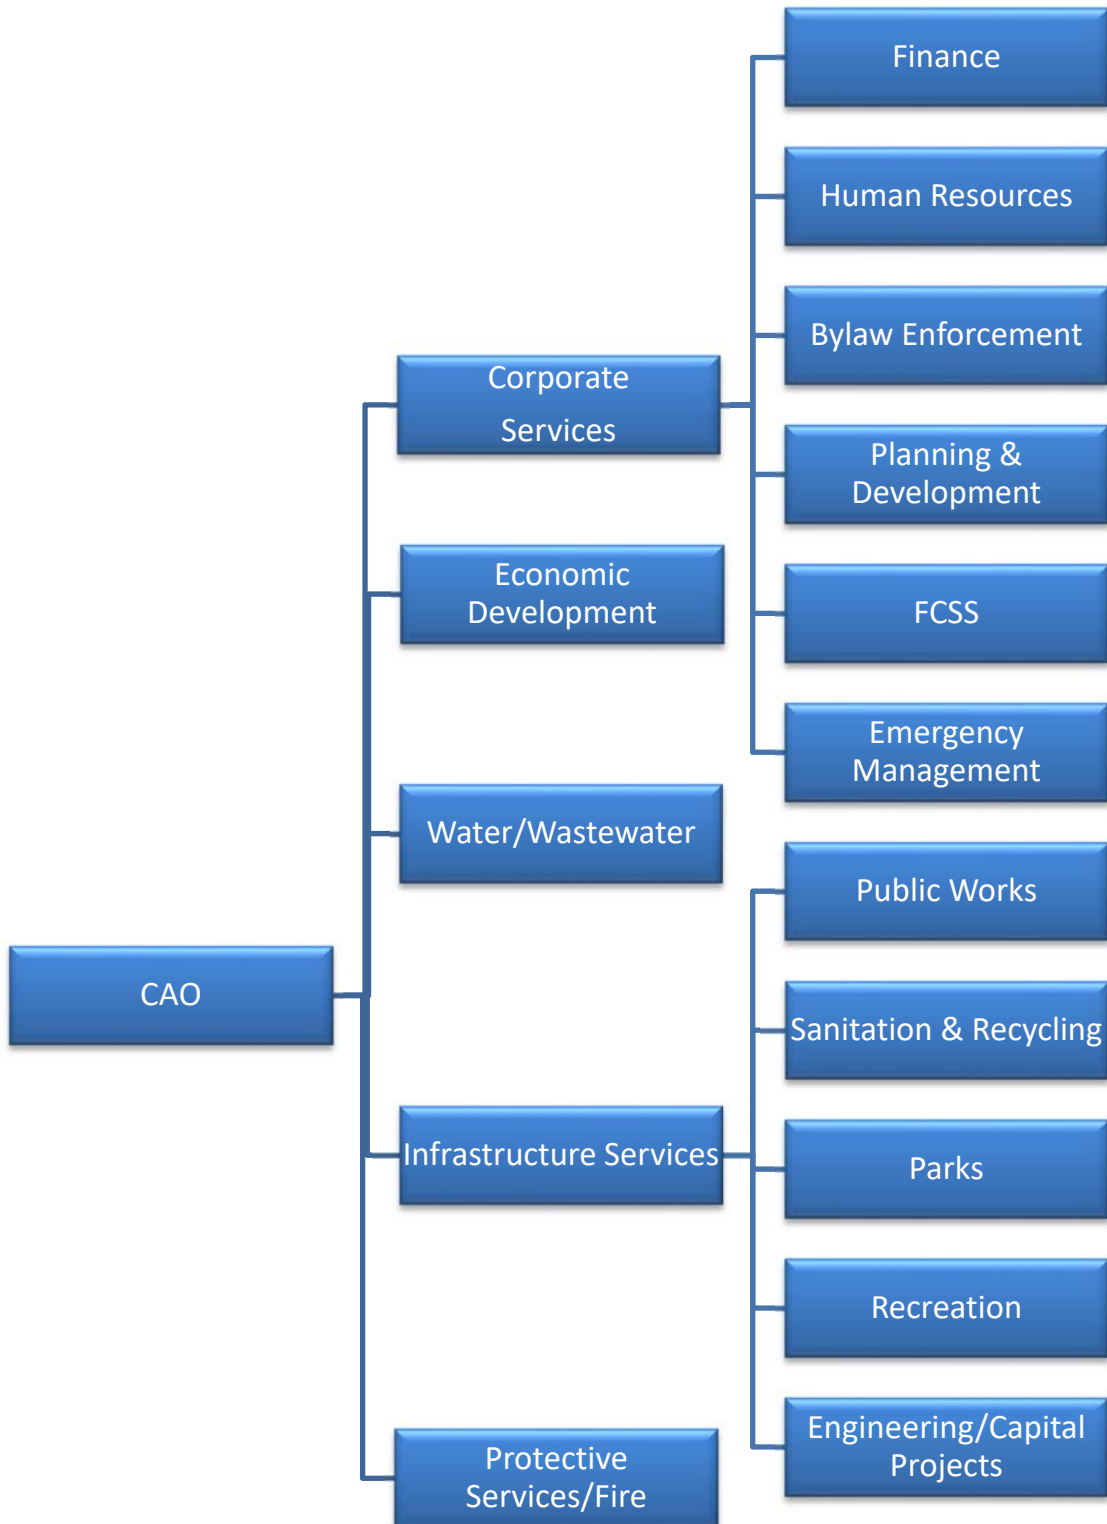 Finance
Human Resources
Bylaw Enforcement
Corporate
Services
Planning &
Development
Economic
Development
FCSS
Emergency
Management
Water/Wastewater
Public Works
CAO
Sanitation & Recycling
Infrastructure Services
Parks
Recreation
Engineering/Capital
Projects
Protective
Services/Fire